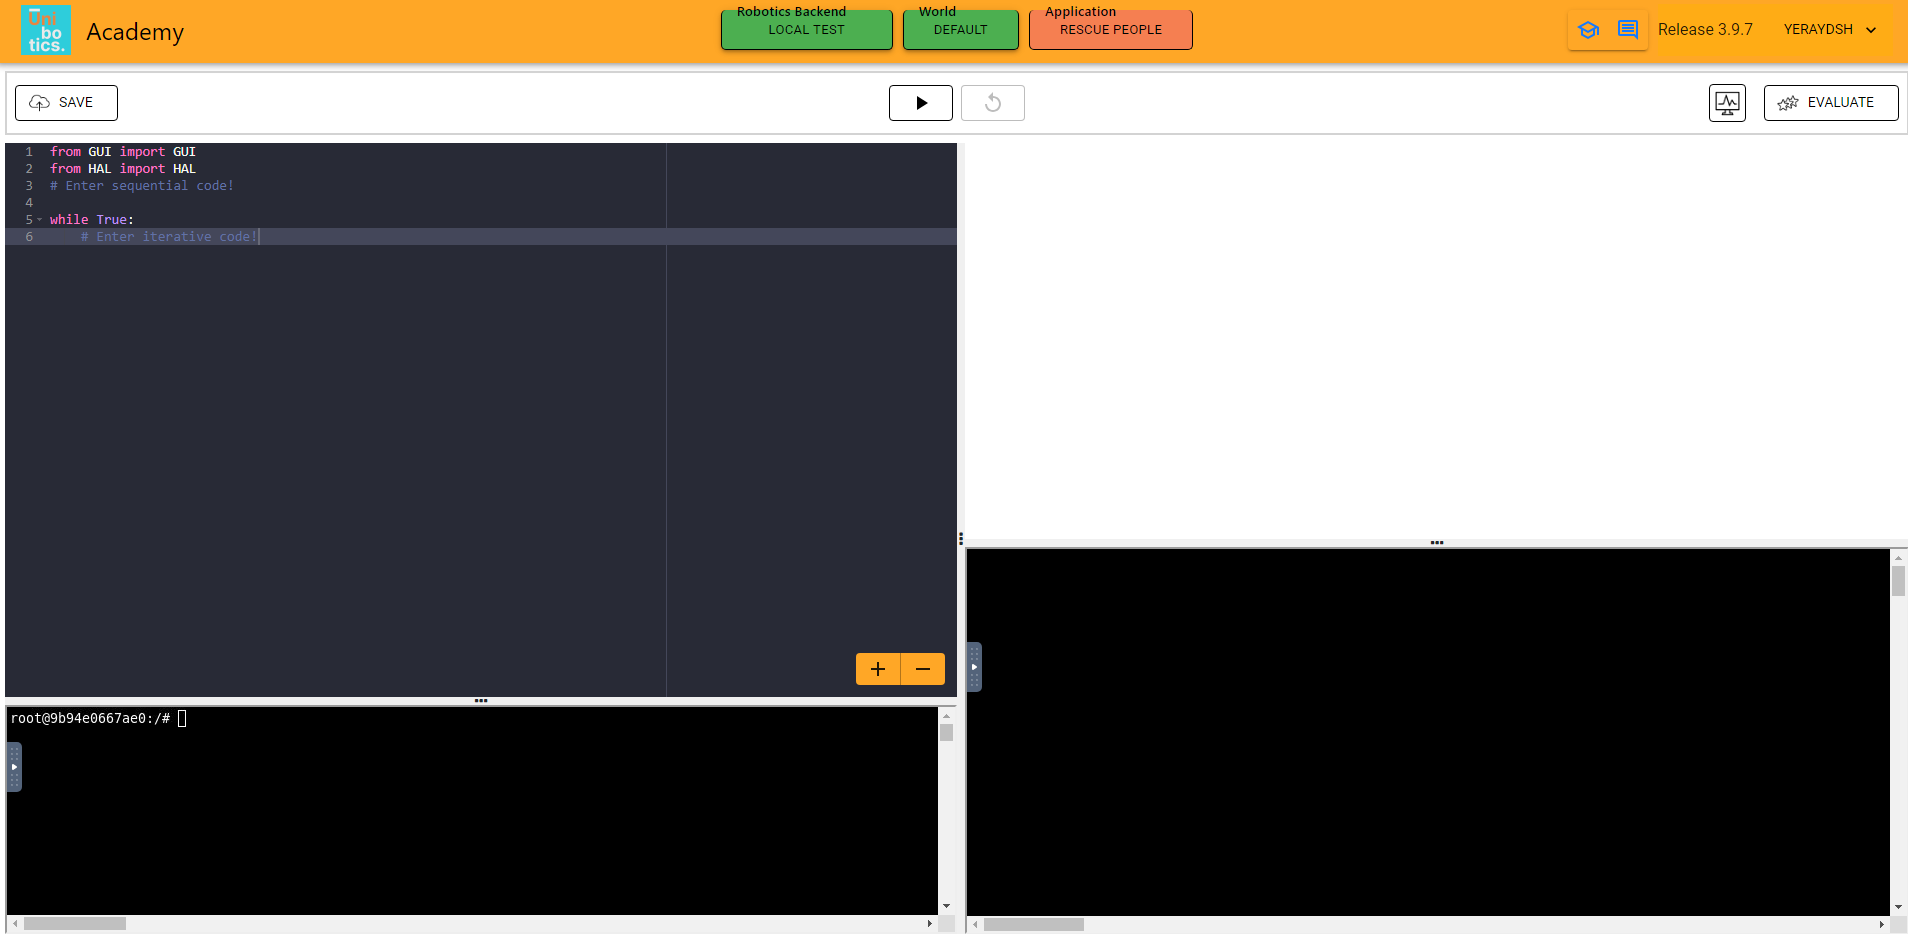 Uni
bo
tics.
Academy
Robotics Backend
LOCAL TEST
World
DEFAULT
Application
RESCUE PEOPLE
Release 3.9.7
YERAYDSH
SAVE
EVALUATE
1 from GUI import GUI
2 from HAL import HAL
3 # Enter sequential code!
4
5 while True:
6 # Enter iterative code!
+ −
root@9b94e0667ae0:/#